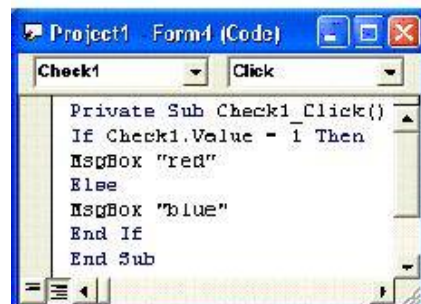 Project1 - Form4 (Code)
Check1 Click
Private Sub Check1_Click()
If Check1.Value = 1 Then
MsgBox "red"
Else
MsgBox "blue"
End If
End Sub